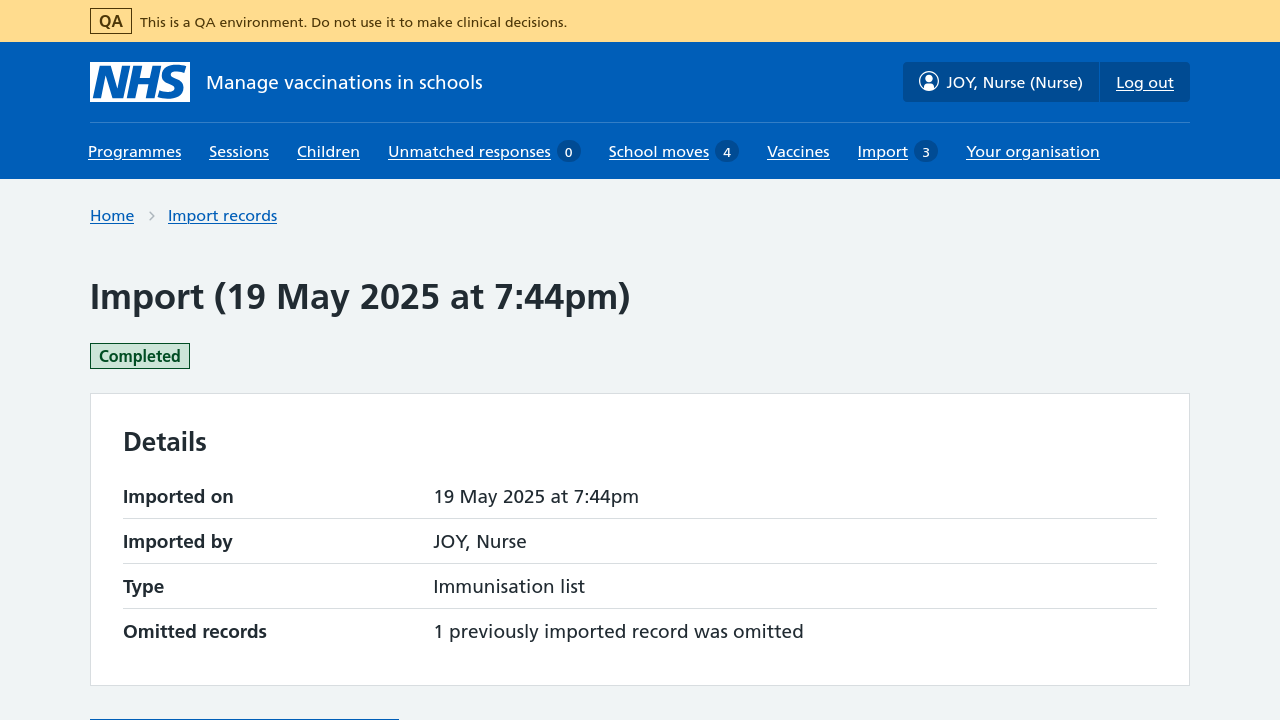 QA This is a QA environment. Do not use it to make clinical decisions.
NHS Manage vaccinations in schools JOY, Nurse (Nurse) Log out
Programmes Sessions Children Unmatched responses 0 School moves 4 Vaccines Import 3 Your organisation
Home Import records
Import (19 May 2025 at 7:44pm)
Completed
Details
Imported on 19 May 2025 at 7:44pm
Imported by JOY, Nurse
Type Immunisation list
Omitted records 1 previously imported record was omitted